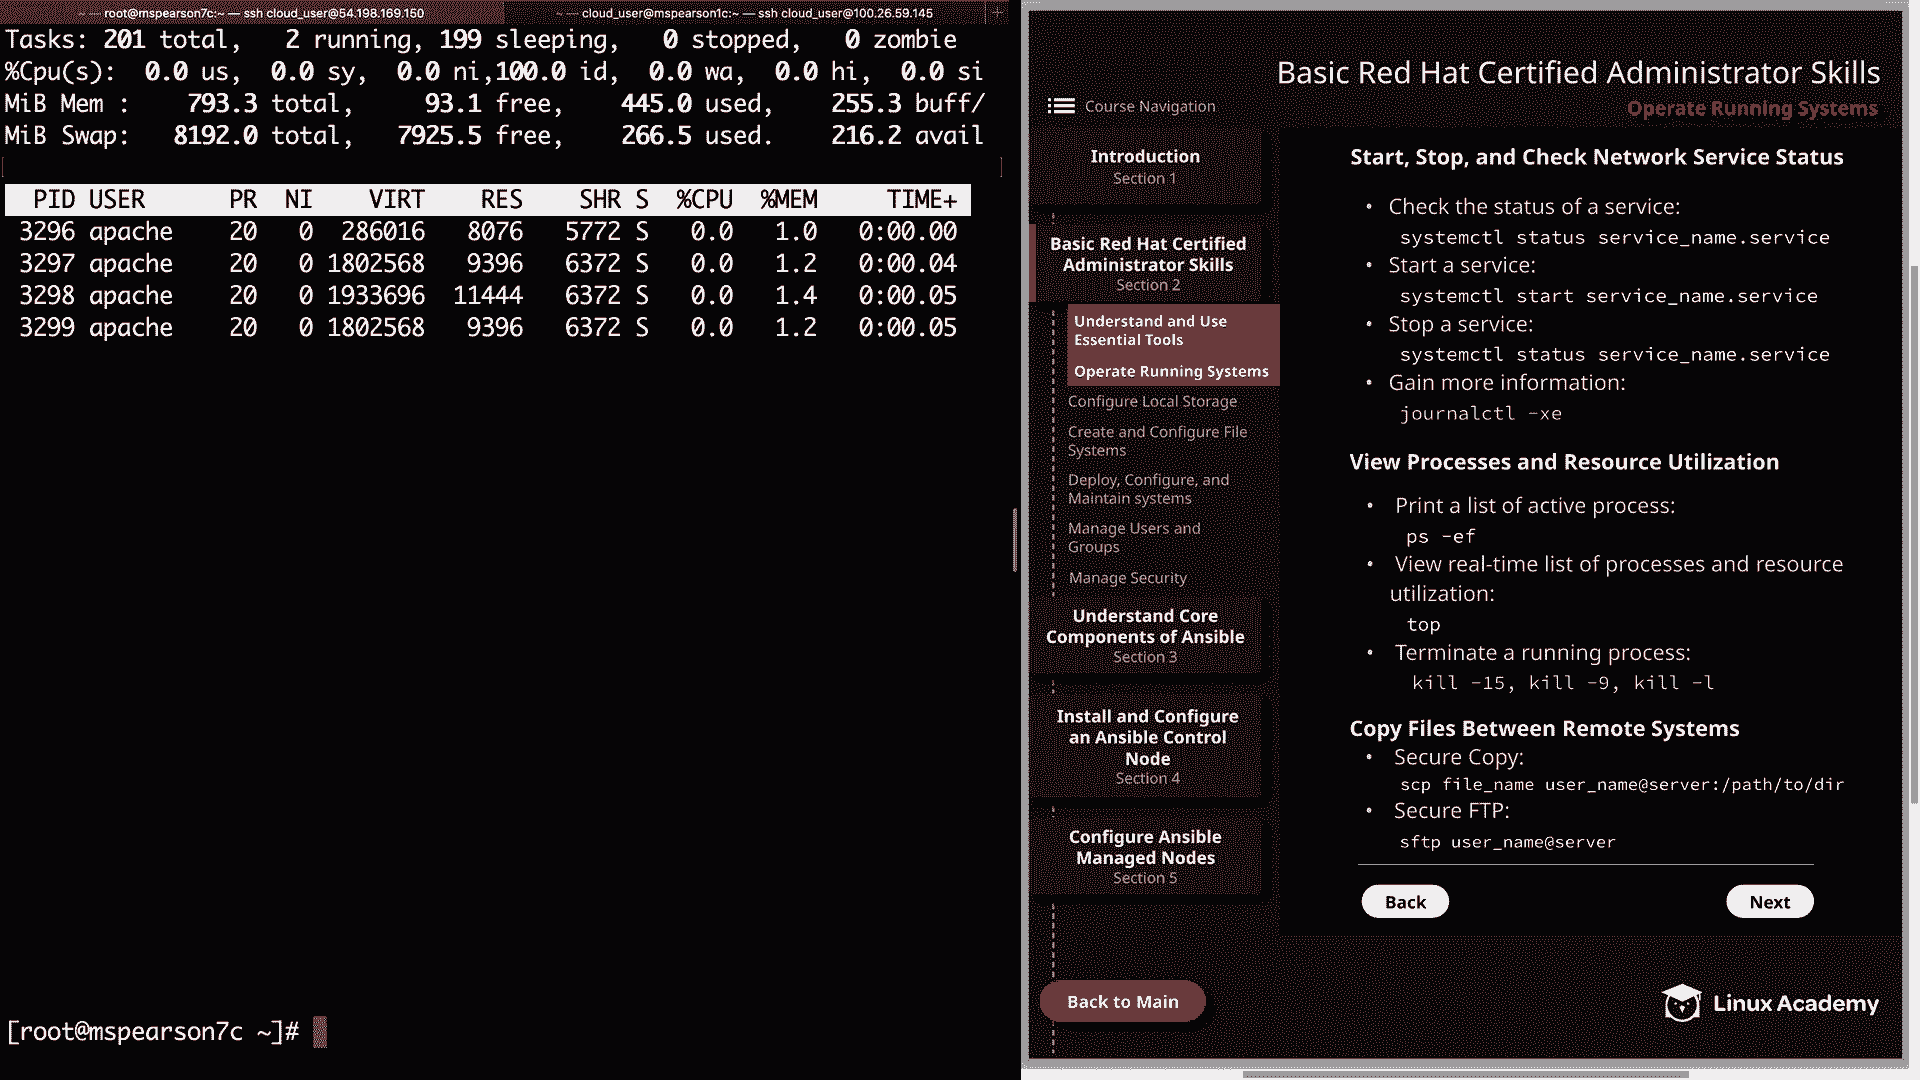 root@mspearson7c:~ — ssh cloud_user@54.198.169.150
~ — cloud_user@mspearson1c:~ — ssh cloud_user@100.26.59.145
Tasks: 201 total, 2 running, 199 sleeping, 0 stopped, 0 zombie
%Cpu(s): 0.0 us, 0.0 sy, 0.0 ni,100.0 id, 0.0 wa, 0.0 hi, 0.0 si
MiB Mem : 793.3 total, 93.1 free, 445.0 used, 255.3 buff/
MiB Swap: 8192.0 total, 7925.5 free, 266.5 used. 216.2 avail
PID USER PR NI VIRT RES SHR S %CPU %MEM TIME+
3296 apache 20 0 286016 8076 5772 S 0.0 1.0 0:00.00
3297 apache 20 0 1802568 9396 6372 S 0.0 1.2 0:00.04
3298 apache 20 0 1933696 11444 6372 S 0.0 1.4 0:00.05
3299 apache 20 0 1802568 9396 6372 S 0.0 1.2 0:00.05
[root@mspearson7c ~]#
Basic Red Hat Certified Administrator Skills
Operate Running Systems
Course Navigation
Introduction
Section 1
Basic Red Hat Certified
Administrator Skills
Section 2
Understand and Use
Essential Tools
Operate Running Systems
Configure Local Storage
Create and Configure File
Systems
Deploy, Configure, and
Maintain systems
Manage Users and
Groups
Manage Security
Understand Core
Components of Ansible
Section 3
Install and Configure
an Ansible Control
Node
Section 4
Configure Ansible
Managed Nodes
Section 5
Back to Main
Start, Stop, and Check Network Service Status
• Check the status of a service:
systemctl status service_name.service
• Start a service:
systemctl start service_name.service
• Stop a service:
systemctl status service_name.service
• Gain more information:
journalctl -xe
View Processes and Resource Utilization
• Print a list of active process:
ps -ef
• View real-time list of processes and resource
utilization:
top
• Terminate a running process:
kill -15, kill -9, kill -l
Copy Files Between Remote Systems
• Secure Copy:
scp file_name user_name@server:/path/to/dir
• Secure FTP:
sftp user_name@server
Back
Next
Linux Academy